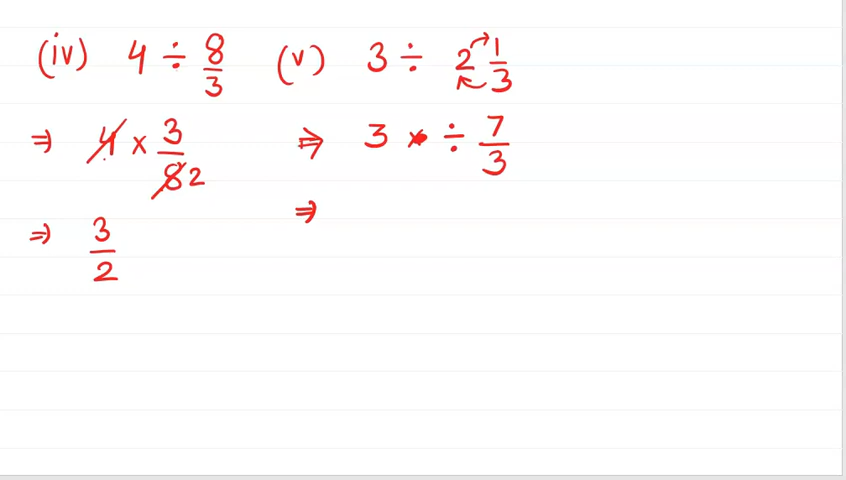 (iv) 4 ÷ 8/3
⇒ 4 × 3/8 2
⇒ 3/2
(v) 3 ÷ 2 1/3
⇒ 3 ÷ 7/3
⇒